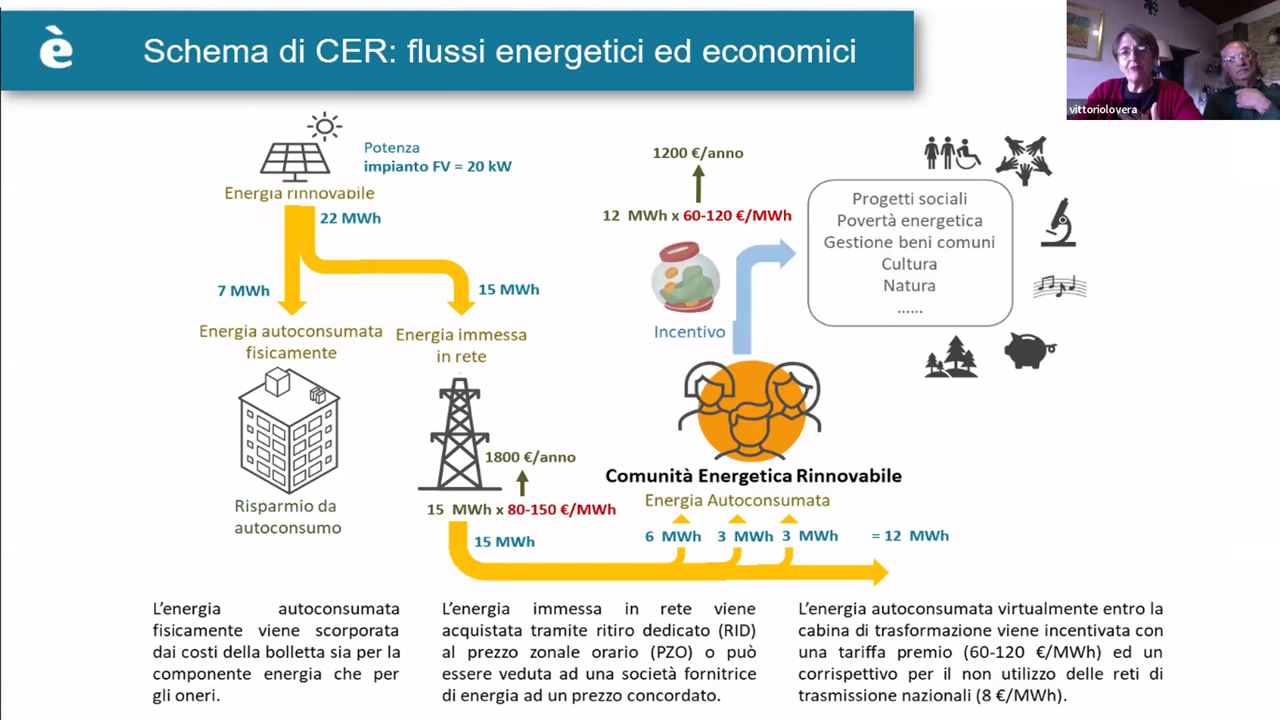 è
Schema di CER: flussi energetici ed economici
vittoriolovera
Potenza
impianto FV = 20 kW
Energia rinnovabile
22 MWh
7 MWh
15 MWh
Energia autoconsumata
fisicamente
Energia immessa
in rete
Risparmio da
autoconsumo
1800 €/anno
15 MWh x 80-150 €/MWh
15 MWh
1200 €/anno
12 MWh x 60-120 €/MWh
Incentivo
Progetti sociali
Povertà energetica
Gestione beni comuni
Cultura
Natura
......
Comunità Energetica Rinnovabile
Energia Autoconsumata
6 MWh 3 MWh 3 MWh = 12 MWh
L'energia autoconsumata
fisicamente viene scorporata
dai costi della bolletta sia per la
componente energia che per
gli oneri.
L'energia immessa in rete viene
acquistata tramite ritiro dedicato (RID)
al prezzo zonale orario (PZO) o può
essere veduta ad una società fornitrice
di energia ad un prezzo concordato.
L'energia autoconsumata virtualmente entro la
cabina di trasformazione viene incentivata con
una tariffa premio (60-120 €/MWh) ed un
corrispettivo per il non utilizzo delle reti di
trasmissione nazionali (8 €/MWh).